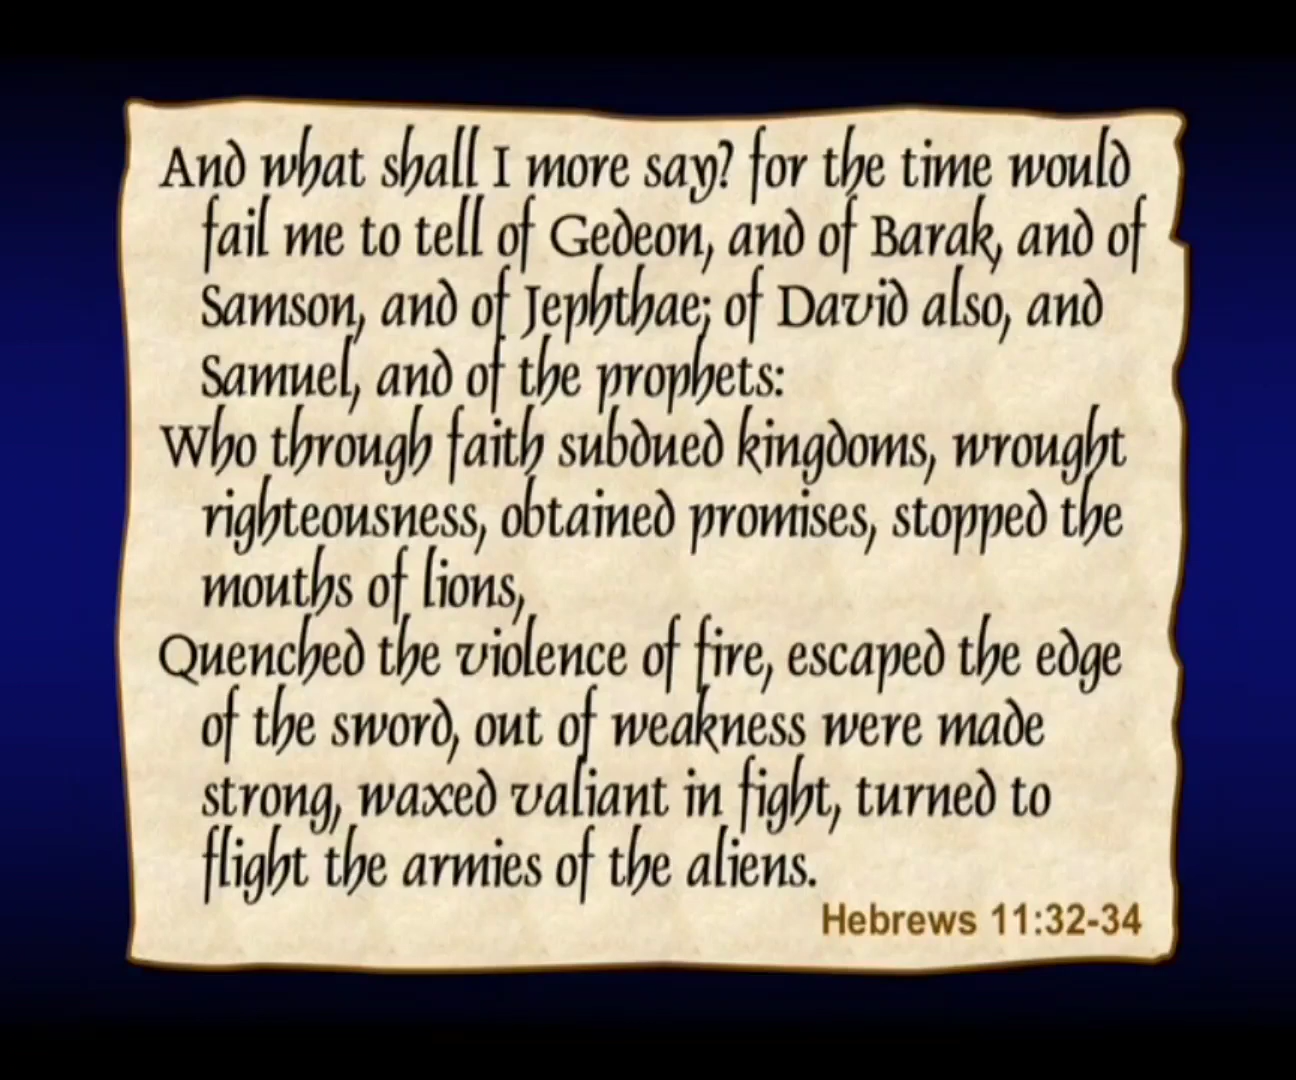 And what shall I more say? for the time would
fail me to tell of Gedeon, and of Barak, and of
Samson, and of Jephthae; of David also, and
Samuel, and of the prophets:
Who through faith subdued kingdoms, wrought
righteousness, obtained promises, stopped the
mouths of lions,
Quenched the violence of fire, escaped the edge
of the sword, out of weakness were made
strong, waxed valiant in fight, turned to
flight the armies of the aliens.
Hebrews 11:32-34